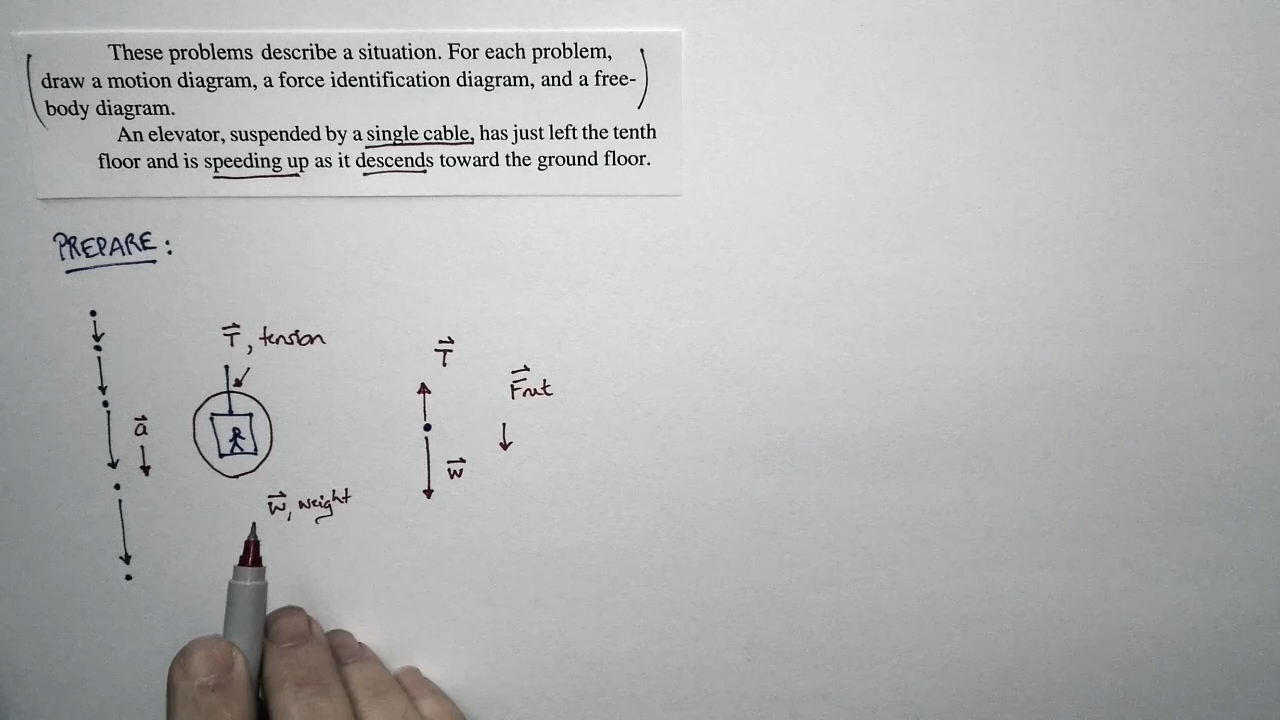 These problems describe a situation. For each problem,
draw a motion diagram, a force identification diagram, and a free-
body diagram.
An elevator, suspended by a single cable, has just left the tenth
floor and is speeding up as it descends toward the ground floor.
PREPARE:
T, tension
T
Fnet
a
w
w, weight